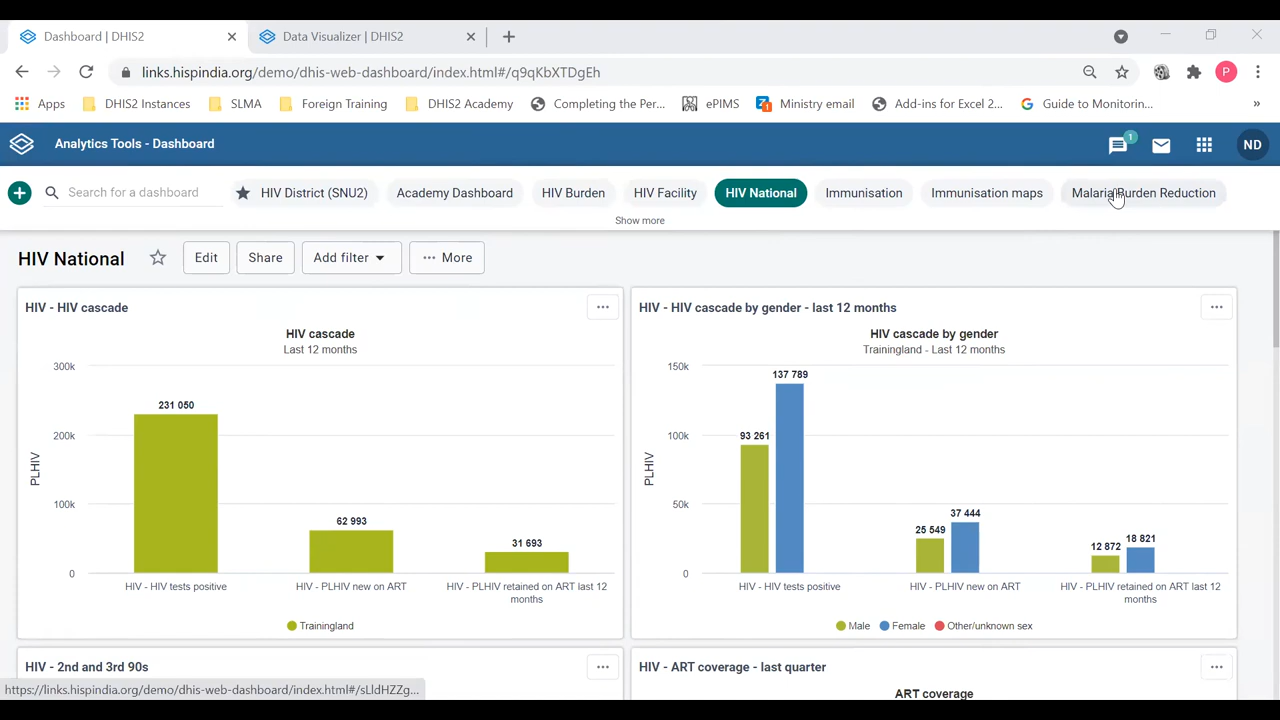 Dashboard | DHIS2
Data Visualizer | DHIS2
links.hispindia.org/demo/dhis-web-dashboard/index.html#/q9qKbXTDgEh
P
Apps DHIS2 Instances SLMA Foreign Training DHIS2 Academy Completing the Per... ePIMS Ministry email Add-ins for Excel 2... Guide to Monitorin... »
Analytics Tools - Dashboard
1
ND
Search for a dashboard
HIV District (SNU2) Academy Dashboard HIV Burden HIV Facility HIV National Immunisation Immunisation maps Malaria Burden Reduction
Show more
HIV National
Edit Share Add filter ··· More
HIV - HIV cascade
HIV cascade
Last 12 months
300k
200k
100k
0
PLHIV
231 050
62 993
31 693
HIV - HIV tests positive
HIV - PLHIV new on ART
HIV - PLHIV retained on ART last 12
months
Trainingland
HIV - HIV cascade by gender - last 12 months
HIV cascade by gender
Trainingland - Last 12 months
150k
100k
50k
0
PLHIV
93 261
137 789
25 549
37 444
12 872
18 821
HIV - HIV tests positive
HIV - PLHIV new on ART
HIV - PLHIV retained on ART last 12
months
Male Female Other/unknown sex
HIV - 2nd and 3rd 90s
HIV - ART coverage - last quarter
ART coverage
https://links.hispindia.org/demo/dhis-web-dashboard/index.html#/sLldHZZg...